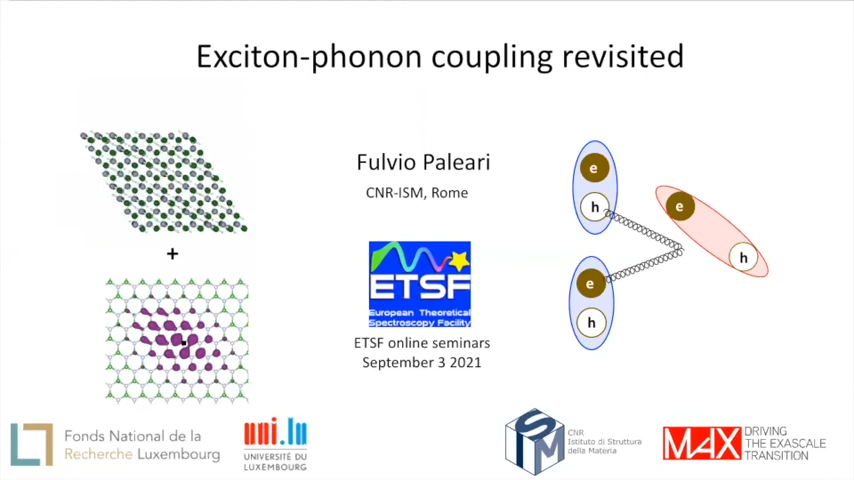 Exciton-phonon coupling revisited
Fulvio Paleari
CNR-ISM, Rome
+
e
h
e
h
e
h
ETSF
European Theoretical
Spectroscopy Facility
ETSF online seminars
September 3 2021
Fonds National de la
Recherche Luxembourg
uni.lu
UNIVERSITÉ DU
LUXEMBOURG
ISM
CNR
Istituto di Struttura
della Materia
MAX
DRIVING
THE EXASCALE
TRANSITION